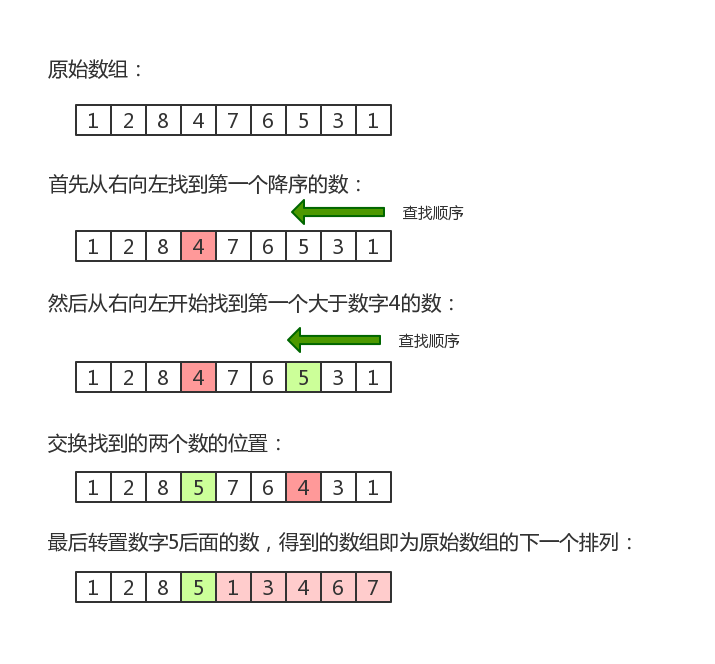 原始数组：
1 2 8 4 7 6 5 3 1
首先从右向左找到第一个降序的数：
查找顺序
1 2 8 4 7 6 5 3 1
然后从右向左开始找到第一个大于数字4的数：
查找顺序
1 2 8 4 7 6 5 3 1
交换找到的两个数的位置：
1 2 8 5 7 6 4 3 1
最后转置数字5后面的数，得到的数组即为原始数组的下一个排列：
1 2 8 5 1 3 4 6 7